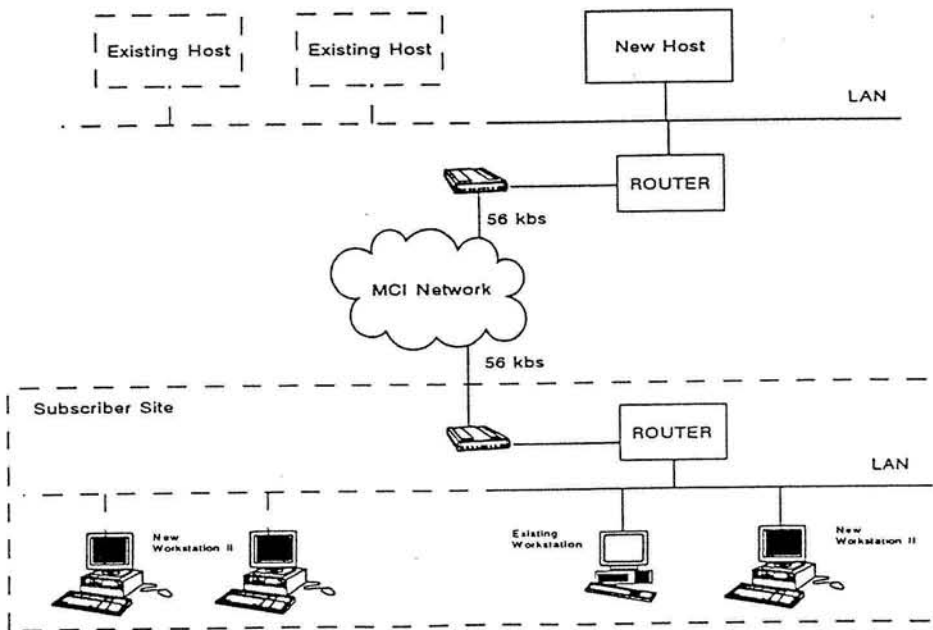 Existing Host
Existing Host
New Host
LAN
ROUTER
56 kbs
MCI Network
56 kbs
Subscriber Site
ROUTER
LAN
New
Workstation II
Existing
Workstation
New
Workstation II